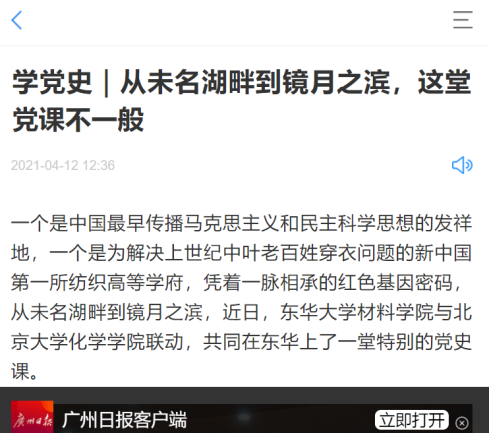 学党史｜从未名湖畔到镜月之滨，这堂
党课不一般
2021-04-12 12:36
一个是中国最早传播马克思主义和民主科学思想的发祥
地，一个是为解决上世纪中叶老百姓穿衣问题的新中国
第一所纺织高等学府，凭着一脉相承的红色基因密码，
从未名湖畔到镜月之滨，近日，东华大学材料学院与北
京大学化学学院联动，共同在东华上了一堂特别的党史
课。
广州日报 广州日报客户端 立即打开